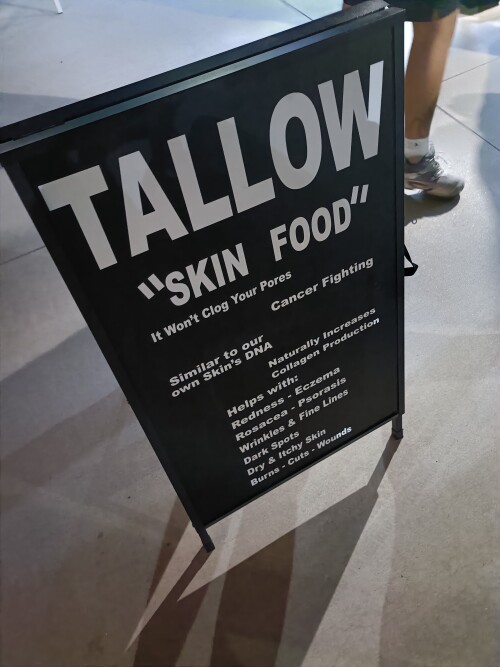 TALLOW
"SKIN FOOD"
It Won't Clog Your Pores
Cancer Fighting
Similar to our
own Skin's DNA
Naturally Increases
Collagen Production
Helps with:
Redness - Eczema
Rosacea - Psorasis
Wrinkles & Fine Lines
Dark Spots
Dry & Itchy Skin
Burns - Cuts - Wounds